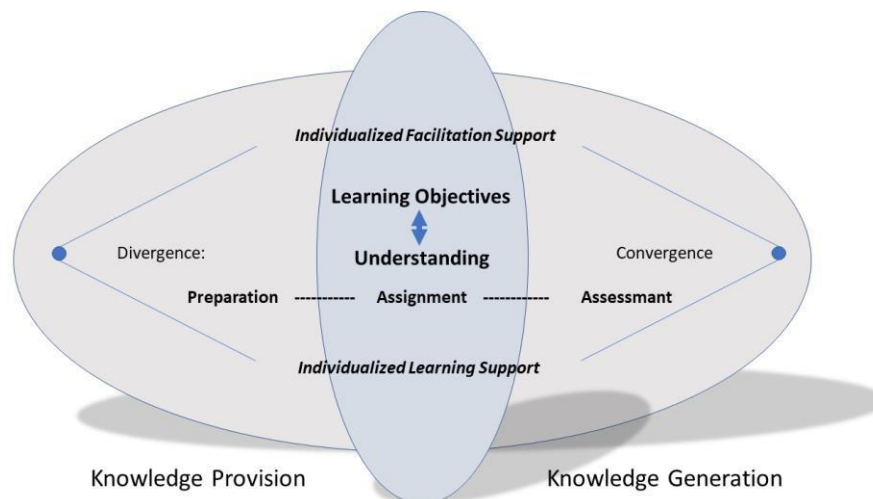 Individualized Facilitation Support
Learning Objectives
Divergence:
Understanding
Convergence
Preparation ----------- Assignment ------------ Assessmant
Individualized Learning Support
Knowledge Provision
Knowledge Generation